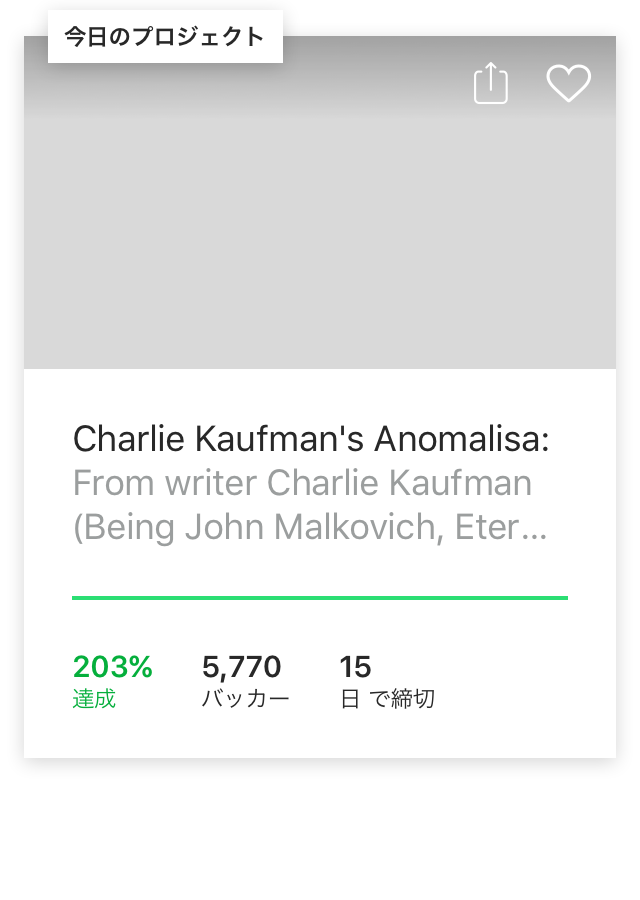 今日のプロジェクト
Charlie Kaufman's Anomalisa:
From writer Charlie Kaufman
(Being John Malkovich, Eter...
203%
達成
5,770
バッカー
15
日 で締切